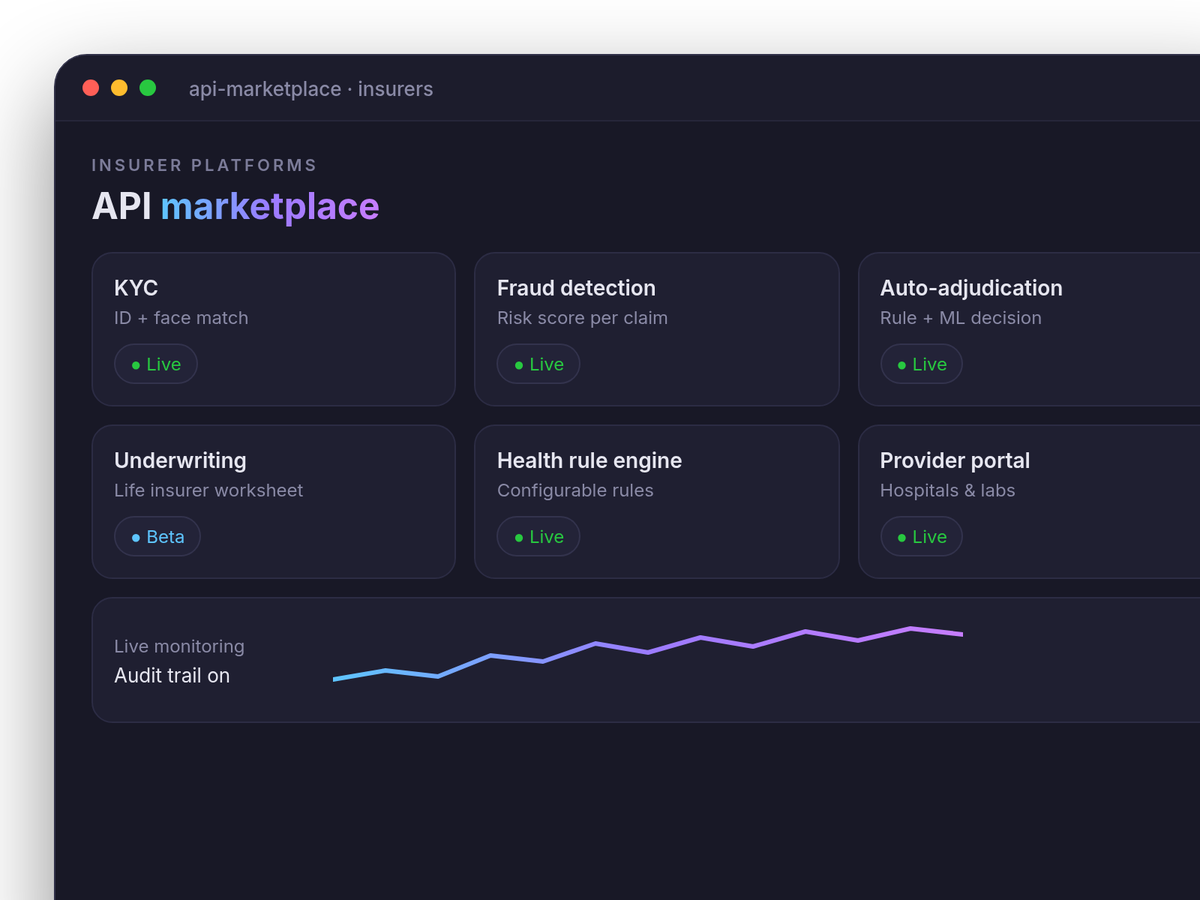 api-marketplace · insurers
INSURER PLATFORMS
API marketplace
KYC
ID + face match
Live
Fraud detection
Risk score per claim
Live
Auto-adjudication
Rule + ML decision
Live
Underwriting
Life insurer worksheet
Beta
Health rule engine
Configurable rules
Live
Provider portal
Hospitals & labs
Live
Live monitoring
Audit trail on